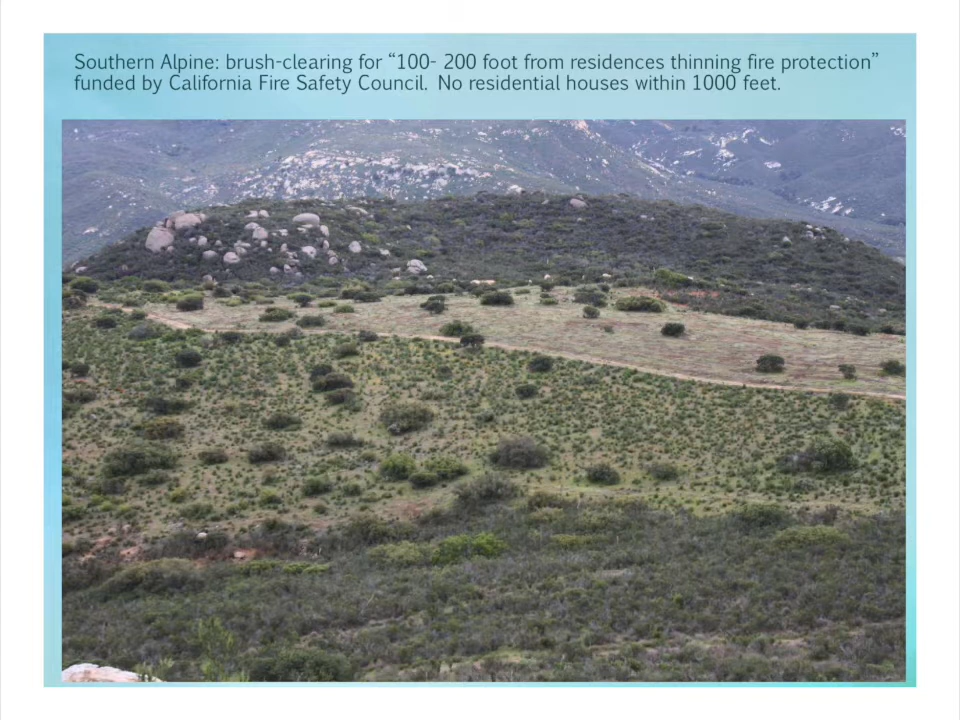 Southern Alpine: brush-clearing for “100- 200 foot from residences thinning fire protection”
funded by California Fire Safety Council. No residential houses within 1000 feet.